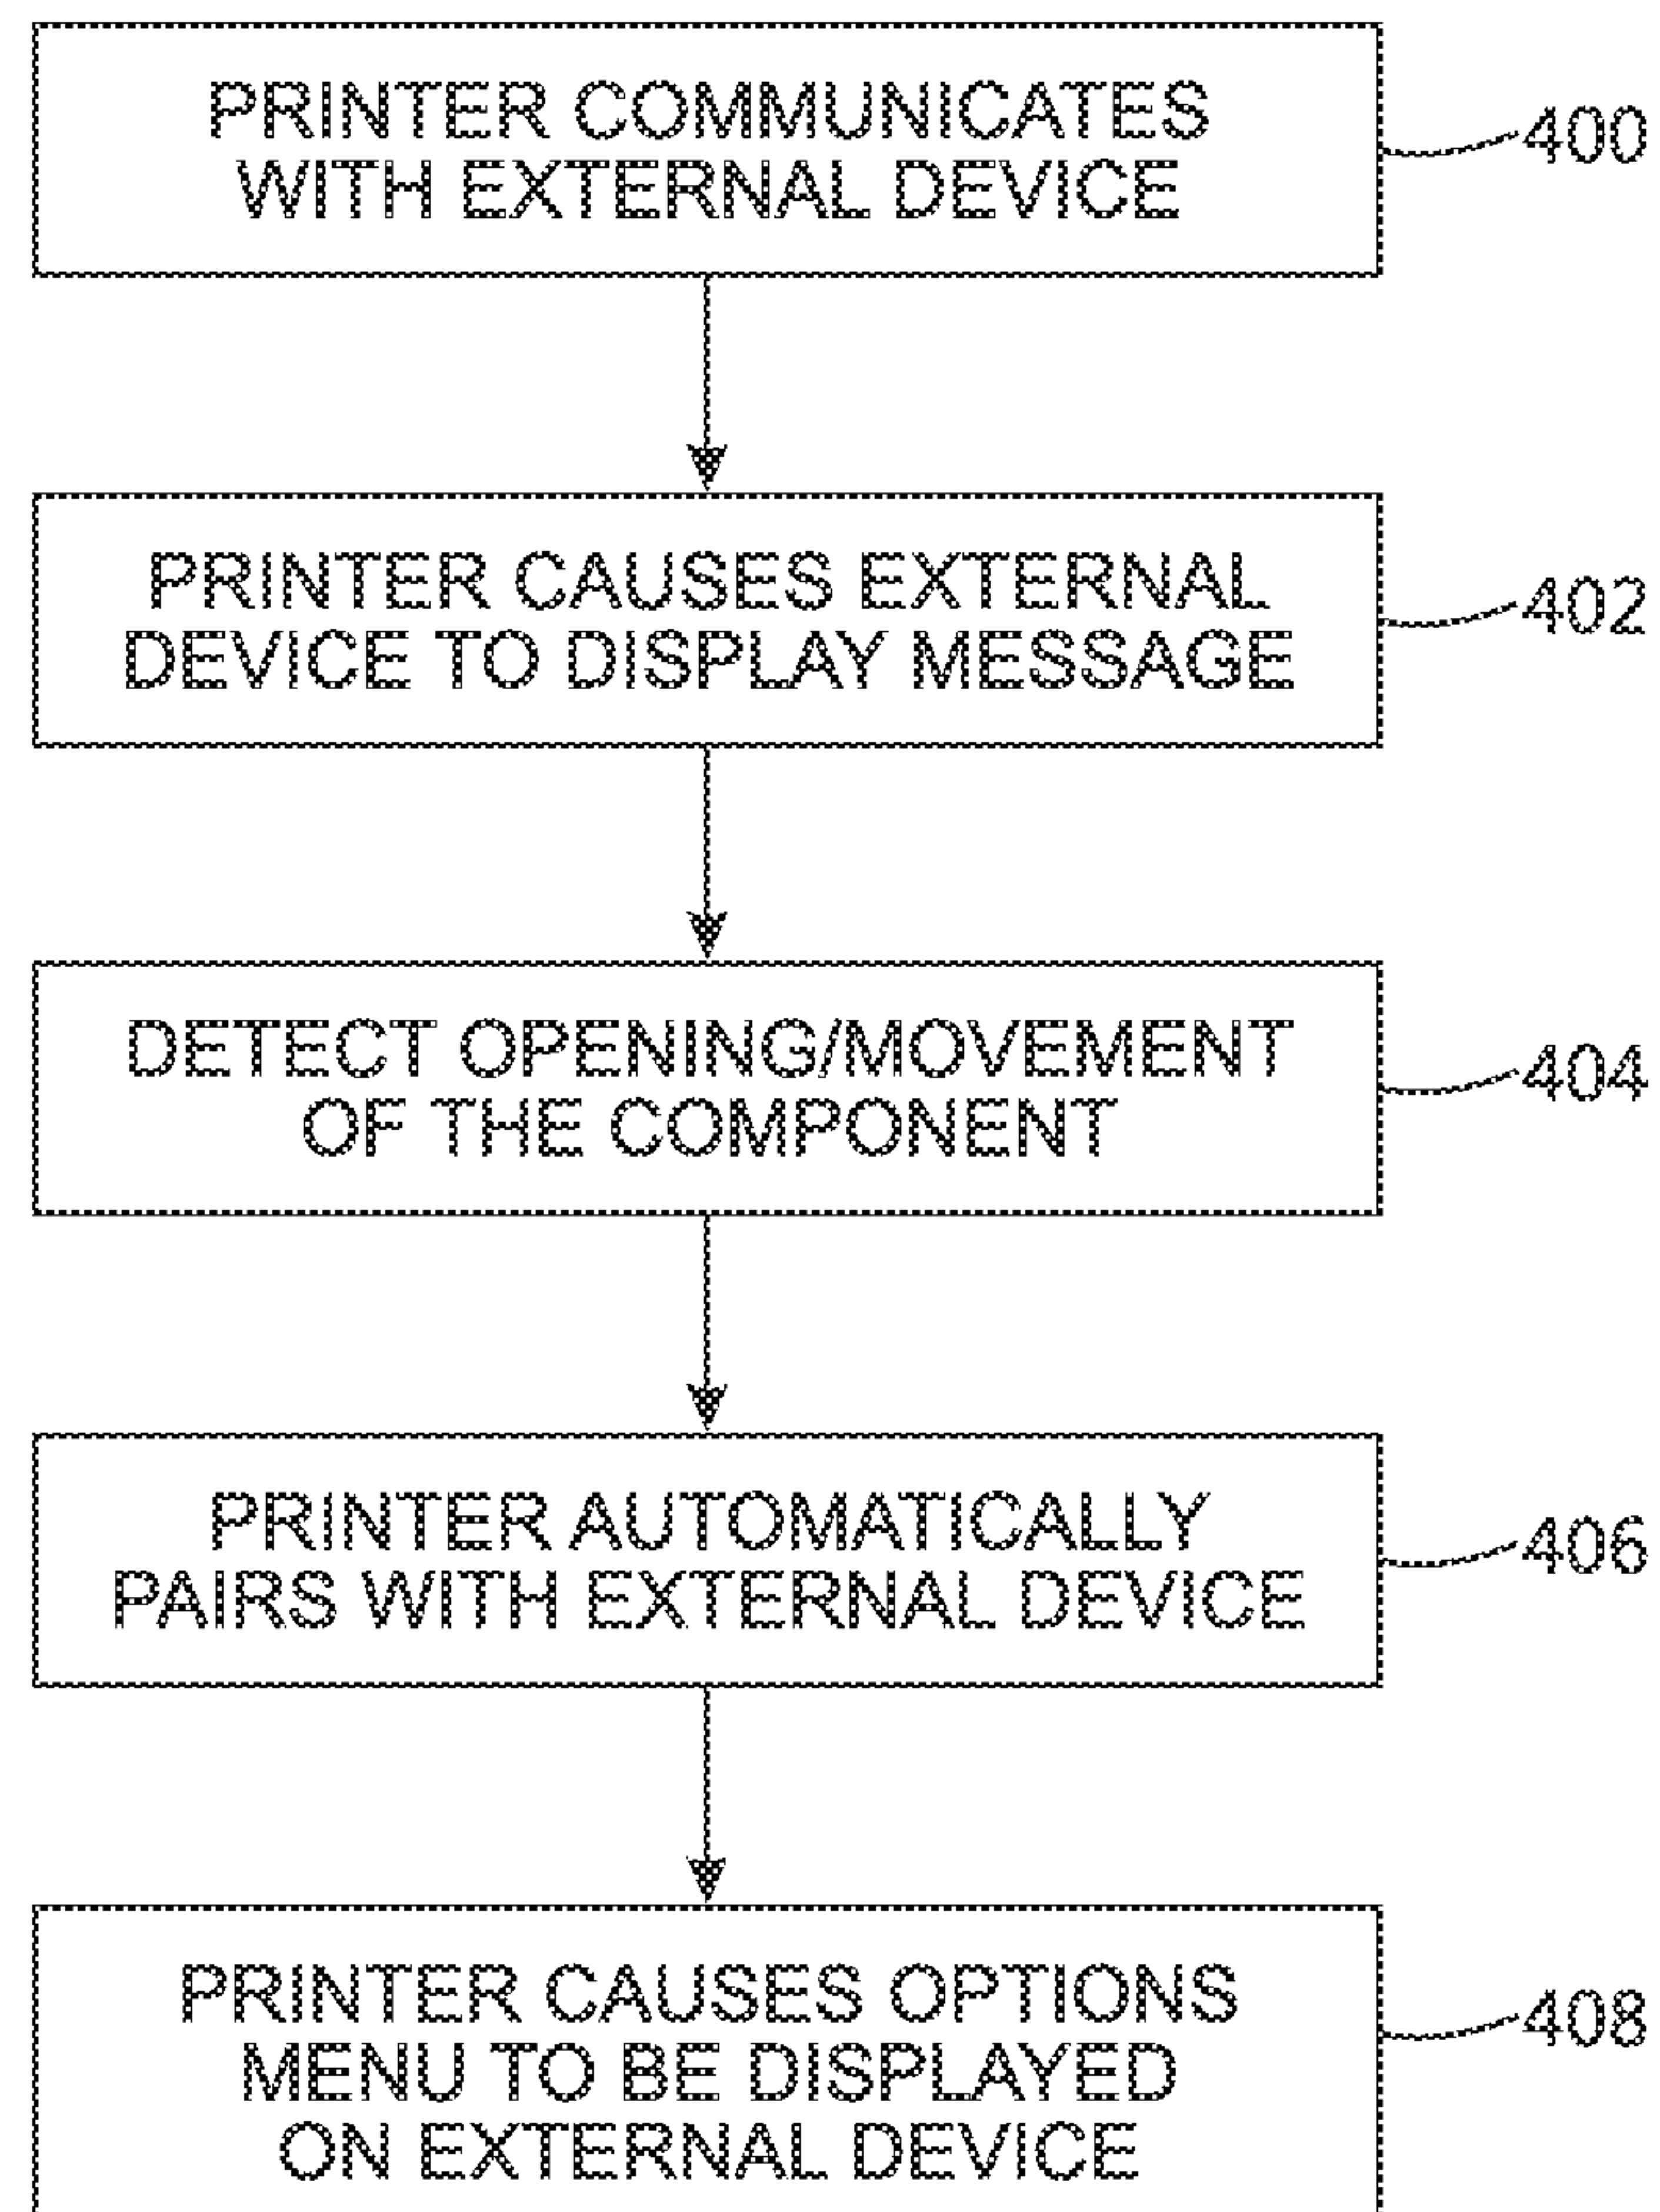 PRINTER COMMUNICATES
WITH EXTERNAL DEVICE
400
PRINTER CAUSES EXTERNAL
DEVICE TO DISPLAY MESSAGE
402
DETECT OPENING/MOVEMENT
OF THE COMPONENT
404
PRINTER AUTOMATICALLY
PAIRS WITH EXTERNAL DEVICE
406
PRINTER CAUSES OPTIONS
MENU TO BE DISPLAYED
ON EXTERNAL DEVICE
408